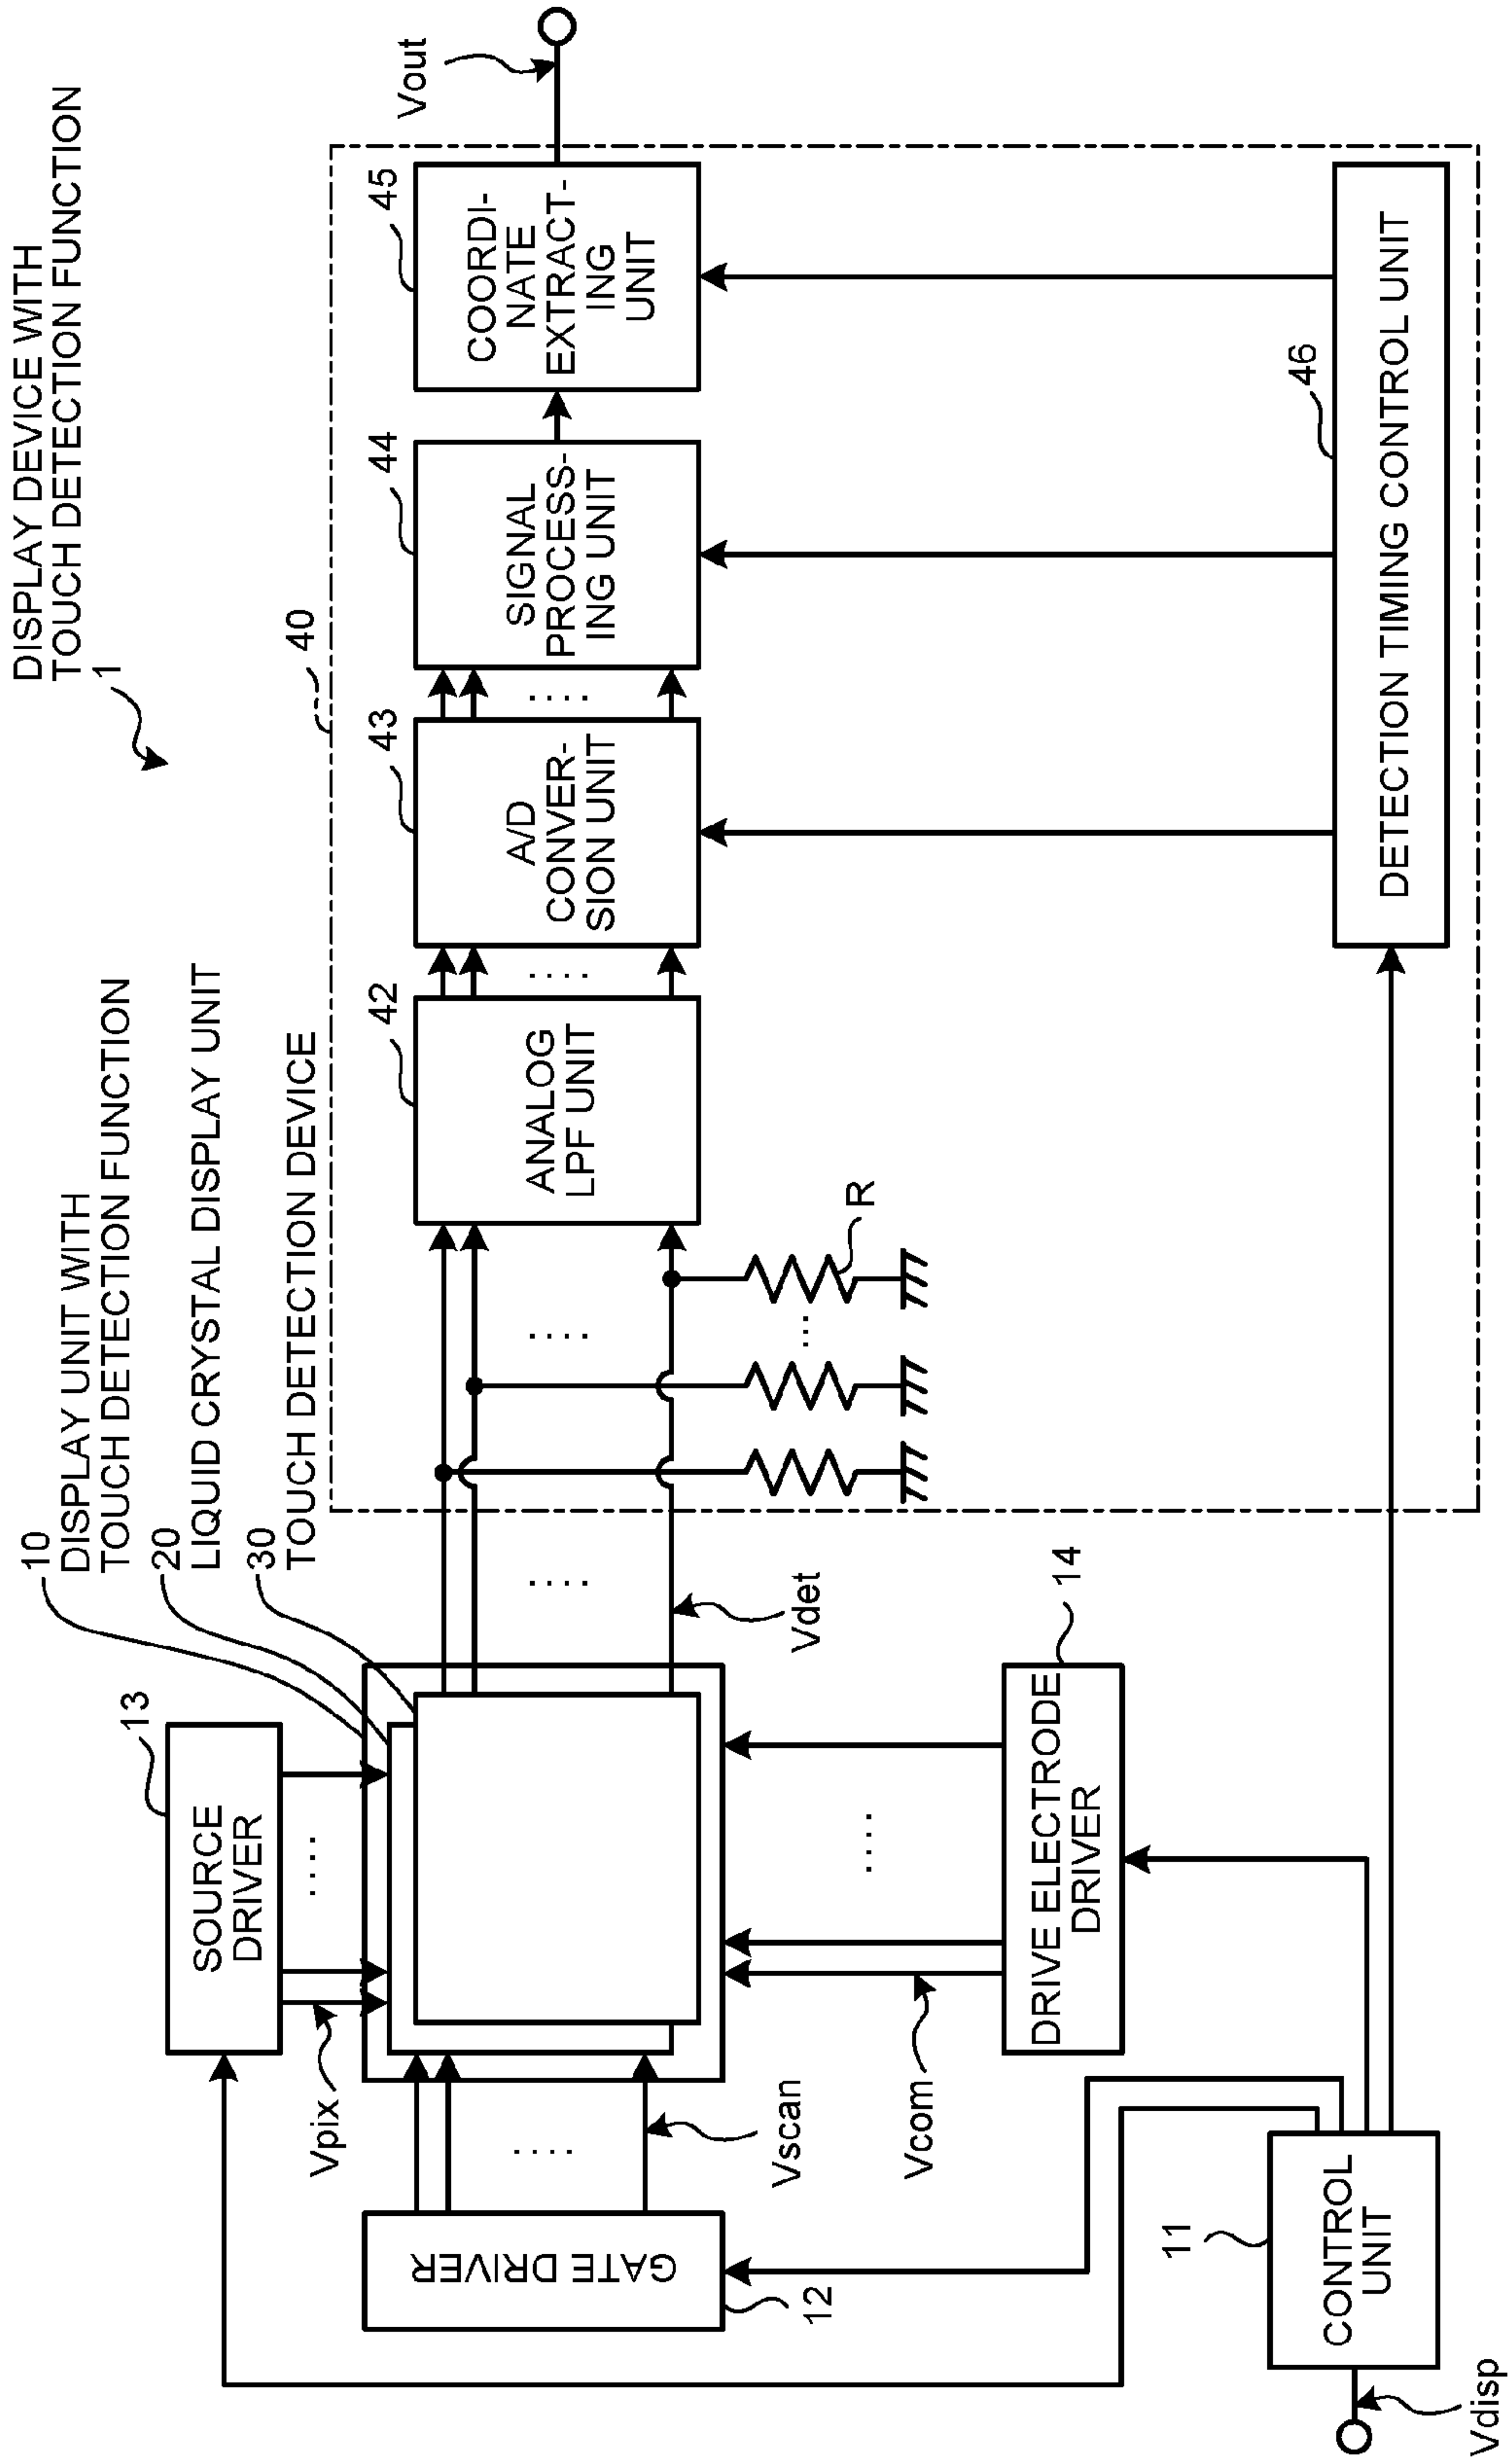 DISPLAY DEVICE WITH
TOUCH DETECTION FUNCTION
1
10
DISPLAY UNIT WITH
TOUCH DETECTION FUNCTION
20
LIQUID CRYSTAL DISPLAY UNIT
30
TOUCH DETECTION DEVICE
40
13
SOURCE
DRIVER
Vpix
GATE DRIVER
12
Vscan
Vdet
Vcom
14
DRIVE ELECTRODE
DRIVER
11
CONTROL
UNIT
Vdisp
R
42
ANALOG
LPF UNIT
43
A/D
CONVER-
SION UNIT
44
SIGNAL
PROCESS-
ING UNIT
45
COORDI-
NATE
EXTRACT-
ING
UNIT
Vout
46
DETECTION TIMING CONTROL UNIT